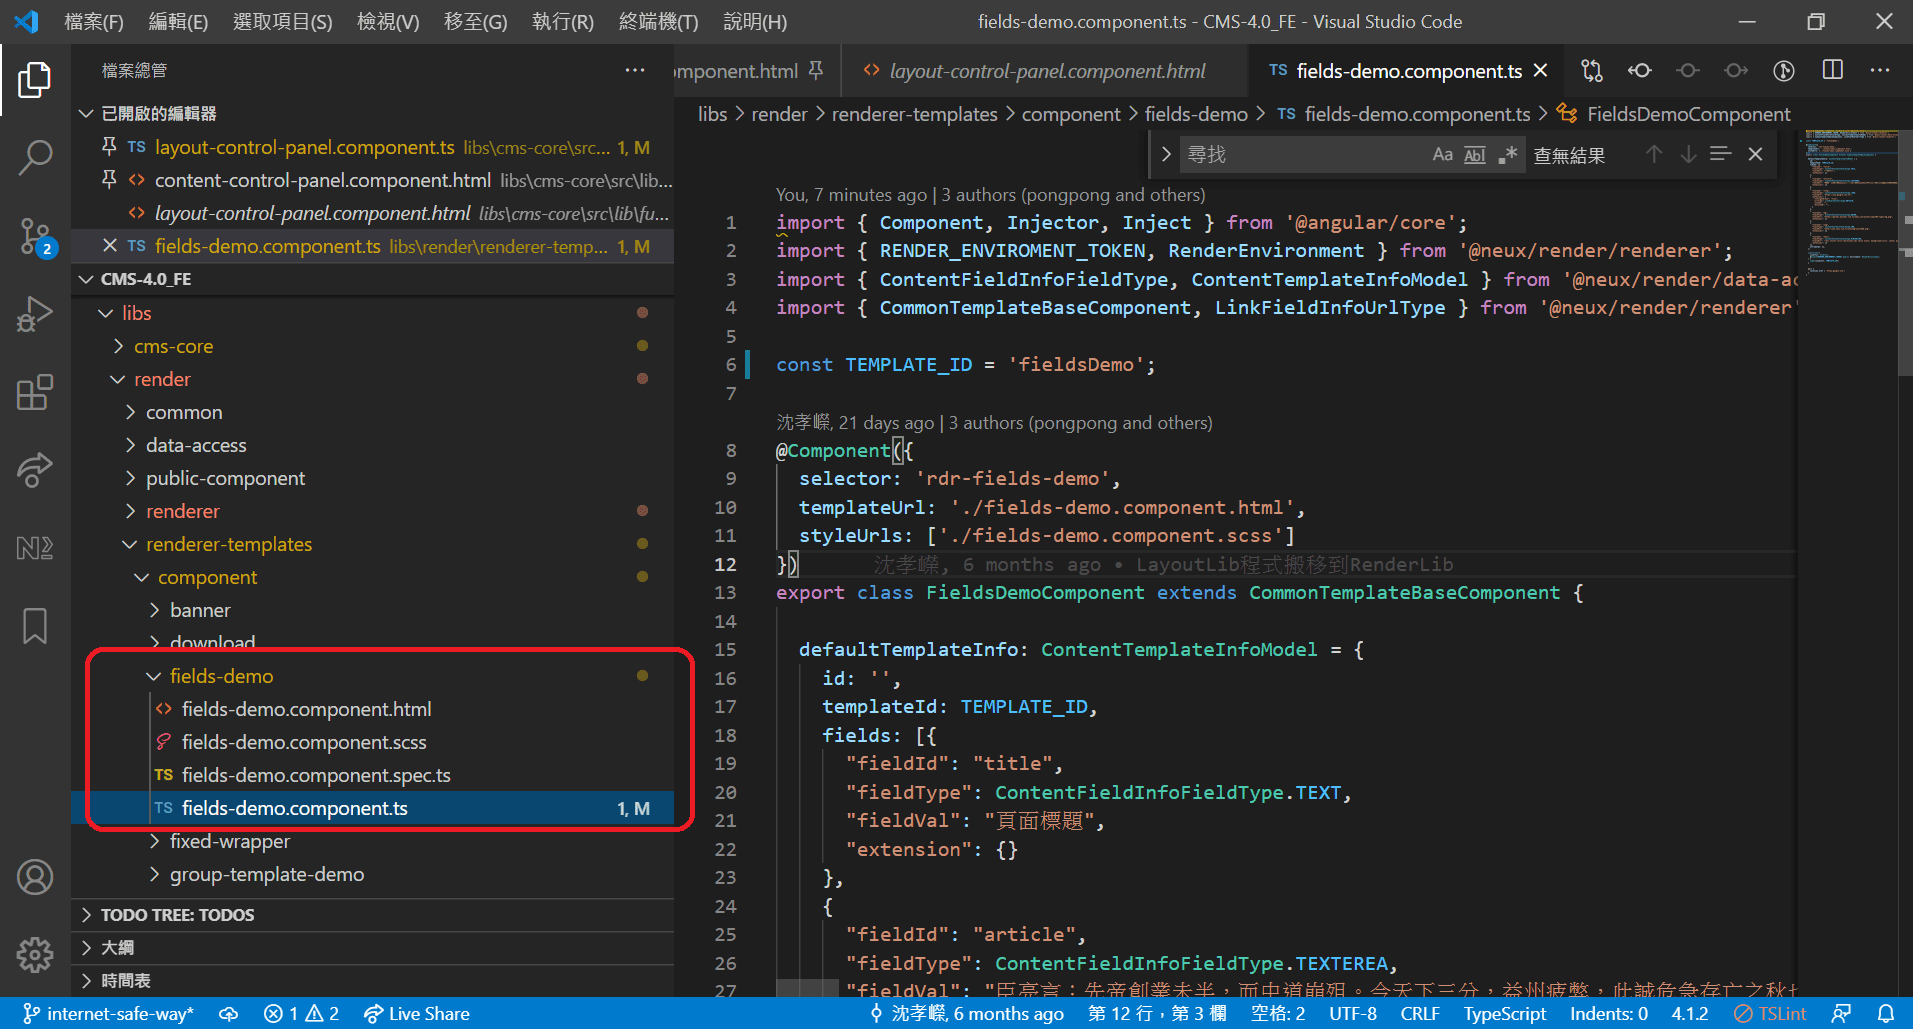 檔案(F) 編輯(E) 選取項目(S) 檢視(V) 移至(G) 執行(R) 終端機(T) 說明(H) fields-demo.component.ts - CMS-4.0_FE - Visual Studio Code
檔案總管
omponent.html layout-control-panel.component.html TS fields-demo.component.ts
已開啟的編輯器
TS layout-control-panel.component.ts libs\cms-core\src... 1, M
content-control-panel.component.html libs\cms-core\src\lib...
layout-control-panel.component.html libs\cms-core\src\lib\fu...
TS fields-demo.component.ts libs\render\renderer-temp... 1, M
CMS-4.0_FE
libs
cms-core
render
common
data-access
public-component
renderer
renderer-templates
component
banner
download
fields-demo
fields-demo.component.html
fields-demo.component.scss
TS fields-demo.component.spec.ts
TS fields-demo.component.ts 1, M
fixed-wrapper
group-template-demo
TODO TREE: TODOS
大綱
時間表
2
libs > render > renderer-templates > component > fields-demo > TS fields-demo.component.ts > FieldsDemoComponent
尋找 Aa Abl .* 查無結果
You, 7 minutes ago | 3 authors (pongpong and others)
1 import { Component, Injector, Inject } from '@angular/core';
2 import { RENDER_ENVIROMENT_TOKEN, RenderEnvironment } from '@neux/render/renderer';
3 import { ContentFieldInfoFieldType, ContentTemplateInfoModel } from '@neux/render/data-ac
4 import { CommonTemplateBaseComponent, LinkFieldInfoUrlType } from '@neux/render/renderer'
5
6 const TEMPLATE_ID = 'fieldsDemo';
7
沈孝嶸, 21 days ago | 3 authors (pongpong and others)
8 @Component({
9 selector: 'rdr-fields-demo',
10 templateUrl: './fields-demo.component.html',
11 styleUrls: ['./fields-demo.component.scss']
12 }) 沈孝嶸, 6 months ago • LayoutLib程式搬移到RenderLib
13 export class FieldsDemoComponent extends CommonTemplateBaseComponent {
14
15 defaultTemplateInfo: ContentTemplateInfoModel = {
16 id: '',
17 templateId: TEMPLATE_ID,
18 fields: [{
19 "fieldId": "title",
20 "fieldType": ContentFieldInfoFieldType.TEXT,
21 "fieldVal": "頁面標題",
22 "extension": {}
23 },
24 {
25 "fieldId": "article",
26 "fieldType": ContentFieldInfoFieldType.TEXTEREA,
27 "fieldVal": "臣亮言：先帝創業未半，而中道崩殂。今天下三分，益州疲弊，此誠危急存亡之秋也
internet-safe-way* 1 2 Live Share 沈孝嶸, 6 months ago 第 12 行，第 3 欄 空格: 2 UTF-8 CRLF TypeScript Indents: 0 4.1.2 TSLint